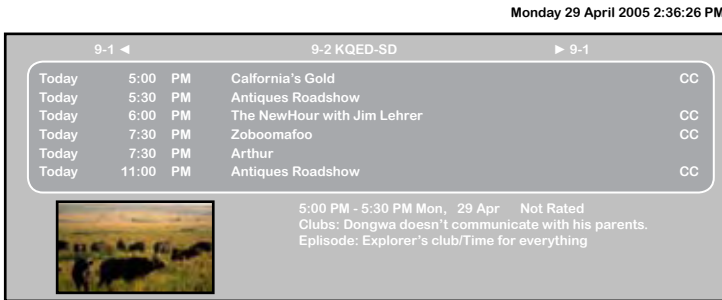 Monday 29 April 2005 2:36:26 PM
9-1 ◄ 9-2 KQED-SD ► 9-1
Today 5:00 PM Calfornia's Gold CC
Today 5:30 PM Antiques Roadshow
Today 6:00 PM The NewHour with Jim Lehrer CC
Today 7:30 PM Zoboomafoo CC
Today 7:30 PM Arthur
Today 11:00 PM Antiques Roadshow CC
5:00 PM - 5:30 PM Mon, 29 Apr Not Rated
Clubs: Dongwa doesn't communicate with his parents.
Eplisode: Explorer's club/Time for everything